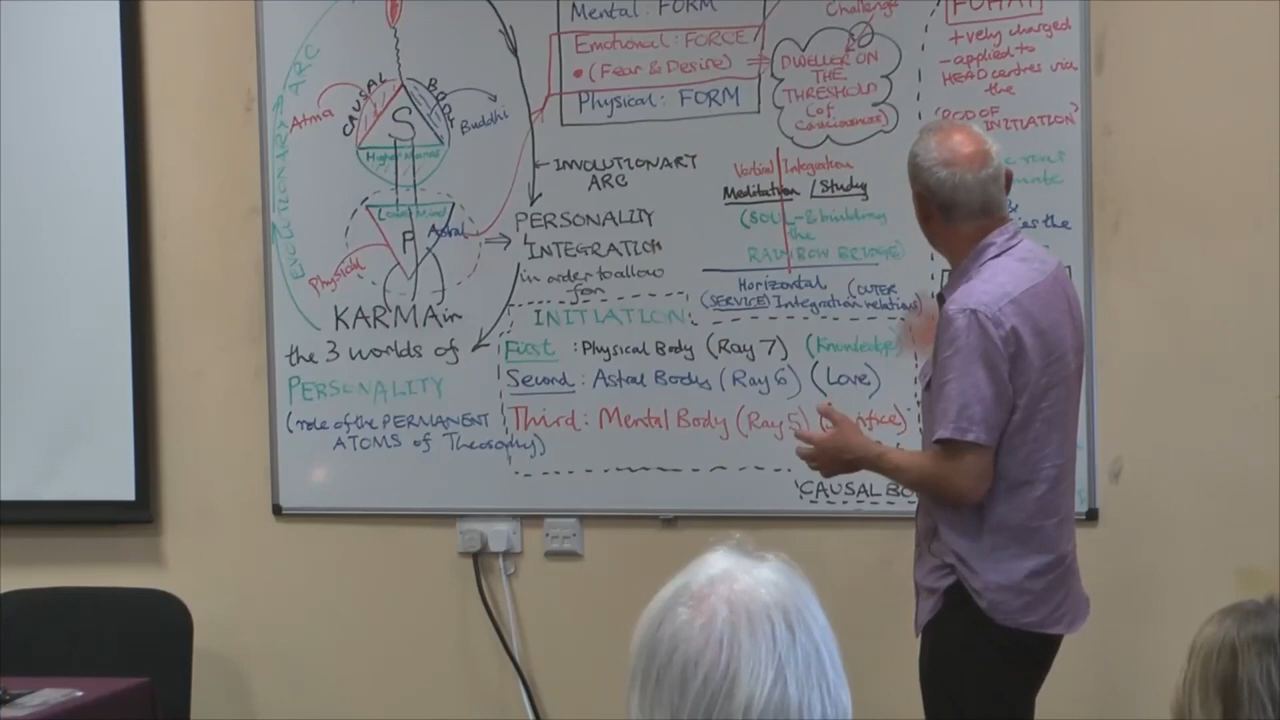 EVOLUTIONARY ARC
Atma
CAUSAL
BODY
Buddhi
S
Higher Manas
Lower Mind
P
Astral
Physical
KARMA in
the 3 worlds of
PERSONALITY
(role of the PERMANENT
ATOMS of Theosophy)
Mental: FORM
Emotional: FORCE
• (Fear & Desire)
Physical: FORM
INVOLUTIONARY
ARC
PERSONALITY
INTEGRATION
in order to allow
for
INITIATION
First : Physical Body (Ray 7) (Knowledge)
Second : Astral Body (Ray 6) (Love)
Third: Mental Body (Ray 5)
Challenge
DWELLER ON
THE
THRESHOLD
(of
Consciousness)
Vertical Integration
Meditation / Study
(SOUL - & building
the
RAINBOW BRIDGE)
Horizontal (OUTER
(SERVICE) Integration relations)
'CAUSAL BO
FOHAT
+vely charged
- applied to
HEAD centres via
the
INITIATION'
&
the